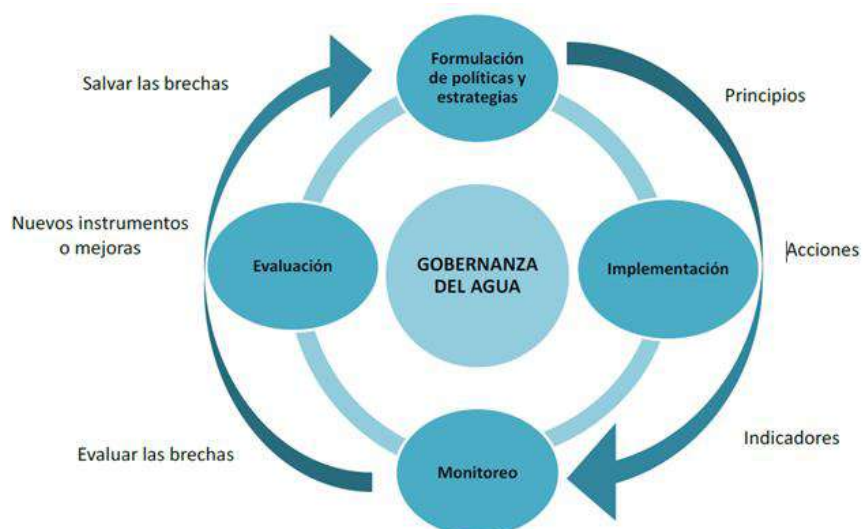 Formulación
de políticas y
estrategias
Salvar las brechas
Principios
Nuevos instrumentos
o mejoras
Evaluación
GOBERNANZA
DEL AGUA
Implementación
Acciones
Evaluar las brechas
Monitoreo
Indicadores